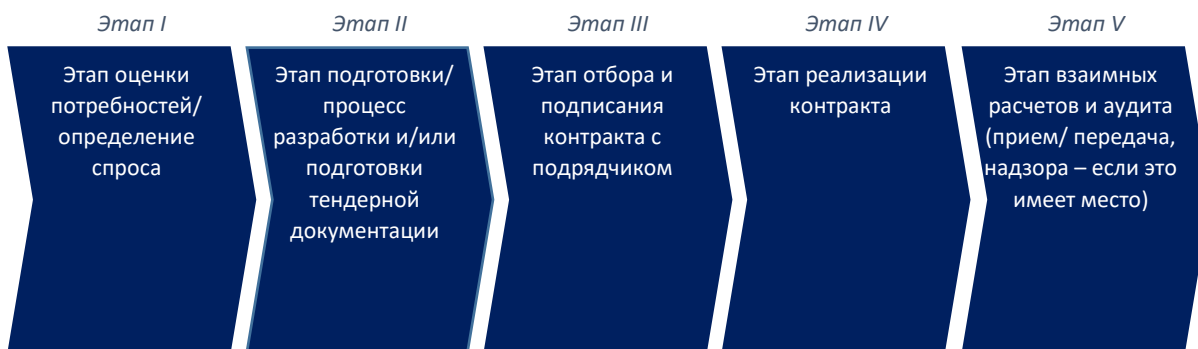 Этап I
Этап II
Этап III
Этап IV
Этап V
Этап оценки
потребностей/
определение
спроса
Этап подготовки/
процесс
разработки и/или
подготовки
тендерной
документации
Этап отбора и
подписания
контракта с
подрядчиком
Этап реализации
контракта
Этап взаимных
расчетов и аудита
(прием/ передача,
надзора – если это
имеет место)